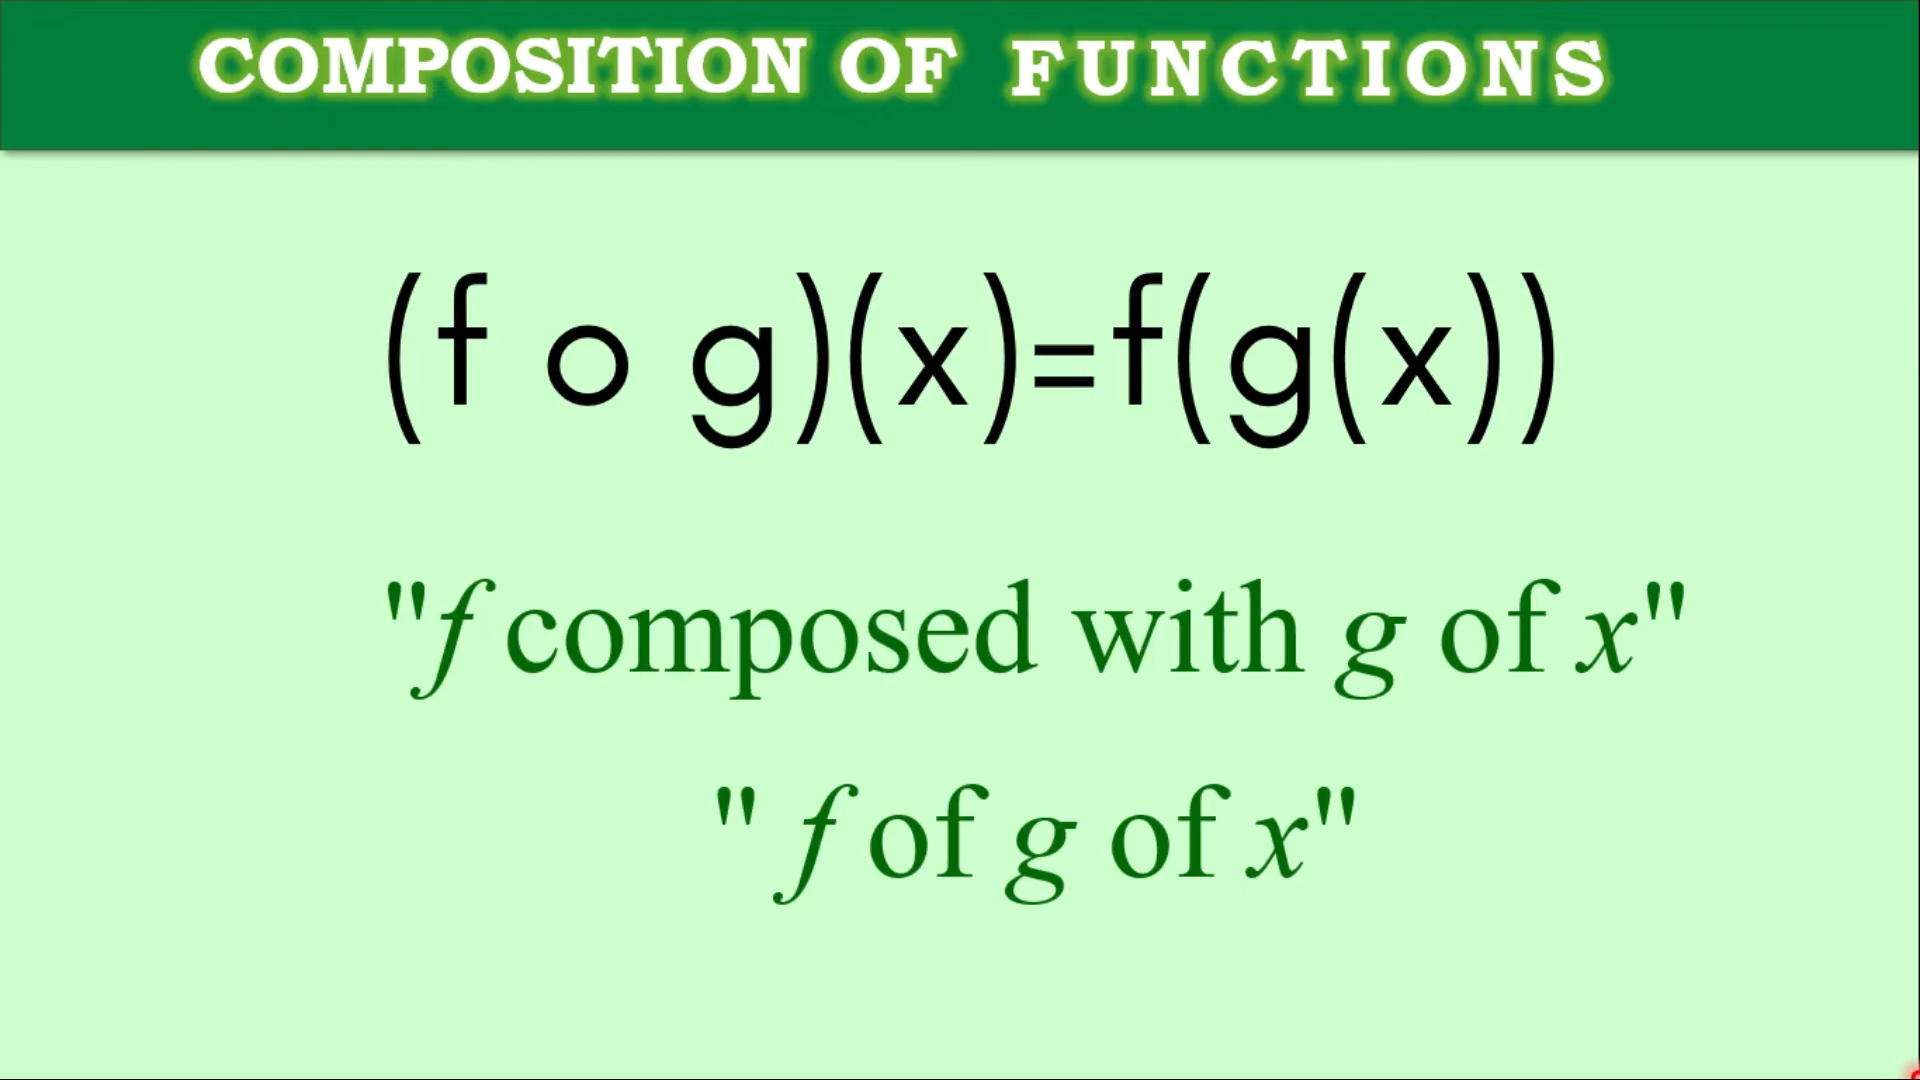 COMPOSITION OF FUNCTIONS
(f o g)(x)=f(g(x))
"f composed with g of x"
" f of g of x"